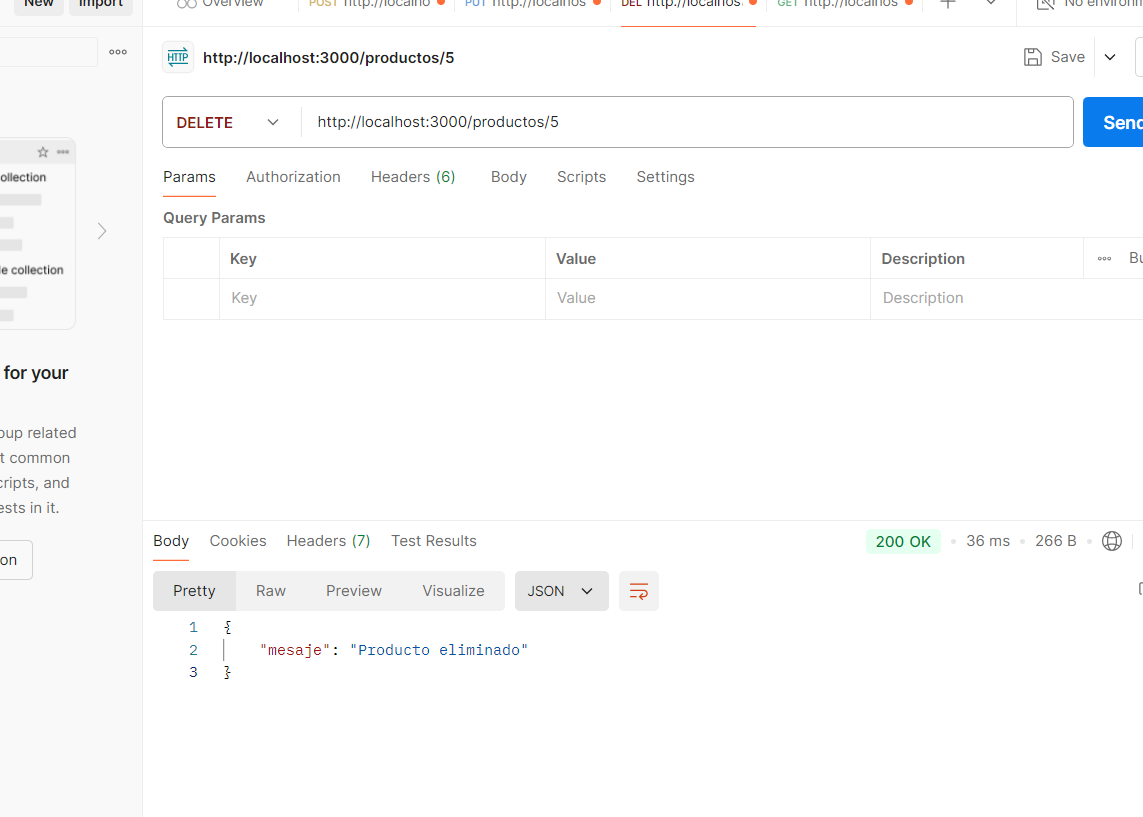 New Import
Overview POST http://localho PUT http://localhos DEL http://localhos GET http://localhos No environm
HTTP http://localhost:3000/productos/5 Save
DELETE http://localhost:3000/productos/5 Send
Params Authorization Headers (6) Body Scripts Settings
Query Params
Key Value Description Bu
Key Value Description
ollection
e collection
for your
oup related
t common
cripts, and
ests in it.
on
Body Cookies Headers (7) Test Results 200 OK 36 ms 266 B
Pretty Raw Preview Visualize JSON
1 {
2 "mesaje": "Producto eliminado"
3 }